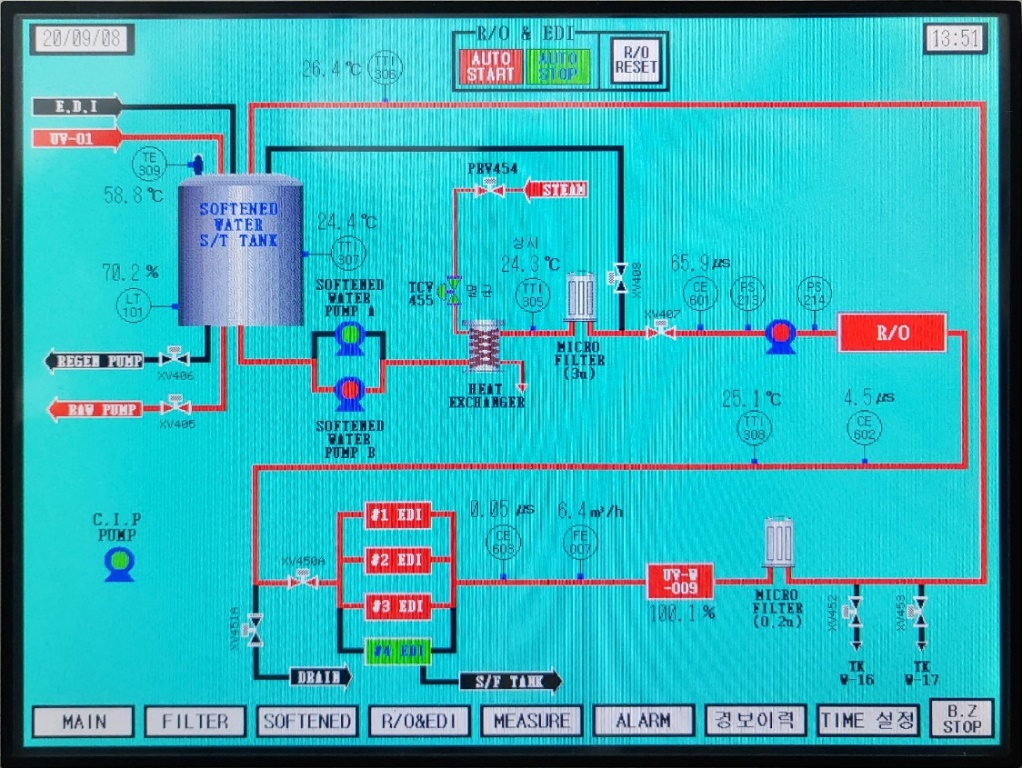 20/09/08
R/O & EDI
AUTO
START
AUTO
STOP
R/O
RESET
13:51
26.4 ℃
TTI
306
E.D.I
UV-01
TE
309
58.8 ℃
SOFTENED
WATER
S/T TANK
24.4 ℃
TTI
307
70.2 %
LT
101
PRV454
STEAM
상시
24.3 ℃
TTI
305
TCV
455
XV408
65.9 μs
CE
601
PS
213
PS
214
SOFTENED
WATER
PUMP A
XV407
R/O
MICRO
FILTER
(3u)
REGEN PUMP
XV406
HEAT
EXCHANGER
RAW PUMP
XV405
SOFTENED
WATER
PUMP B
25.1 ℃
TTI
308
4.5 μs
CE
602
C.I.P
PUMP
#1 EDI
#2 EDI
#3 EDI
#4 EDI
0.05 μs
CE
603
6.4 m³/h
FE
007
XV450A
XV451A
UV-W
-009
100.1 %
MICRO
FILTER
(0.2u)
XV452
XV453
TK
W-16
TK
W-17
DRAIN
S/F TANK
MAIN
FILTER
SOFTENED
R/O&EDI
MEASURE
ALARM
경보이력
TIME 설정
B.Z
STOP